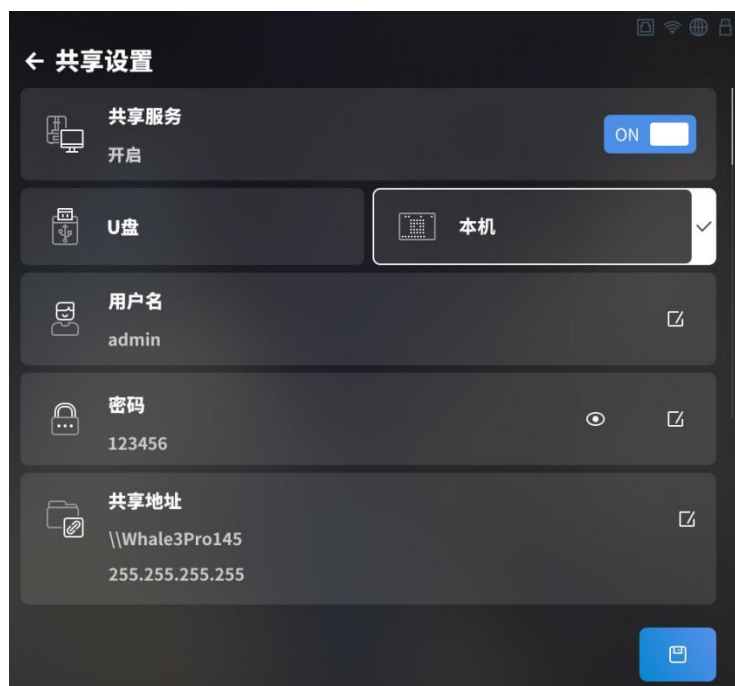 ← 共享设置
共享服务
开启
ON
U盘
本机
用户名
admin
密码
123456
共享地址
\\Whale3Pro145
255.255.255.255